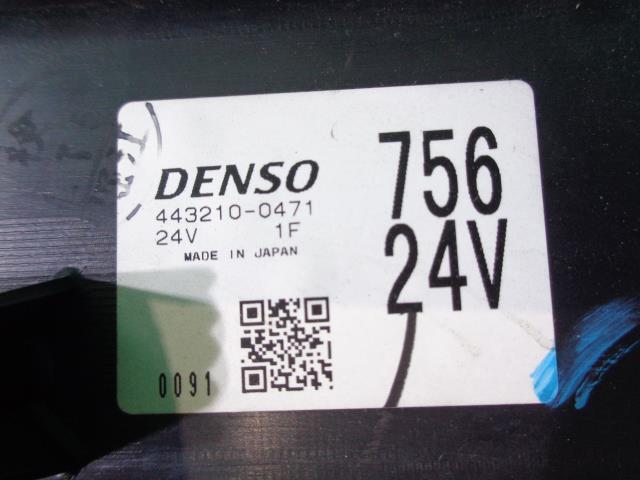 DENSO
443210-0471
24V 1F
MADE IN JAPAN
756
24V
0091